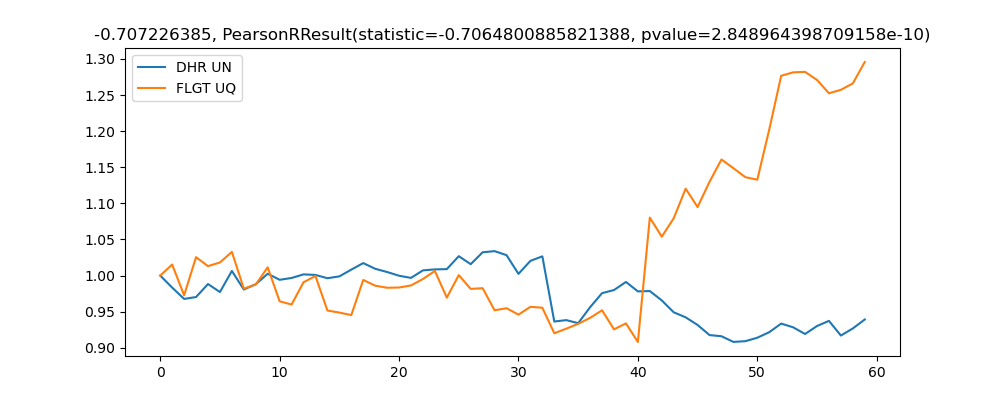 -0.707226385, PearsonRResult(statistic=-0.7064800885821388, pvalue=2.848964398709158e-10)
DHR UN
FLGT UQ
1.30
1.25
1.20
1.15
1.10
1.05
1.00
0.95
0.90
0 10 20 30 40 50 60